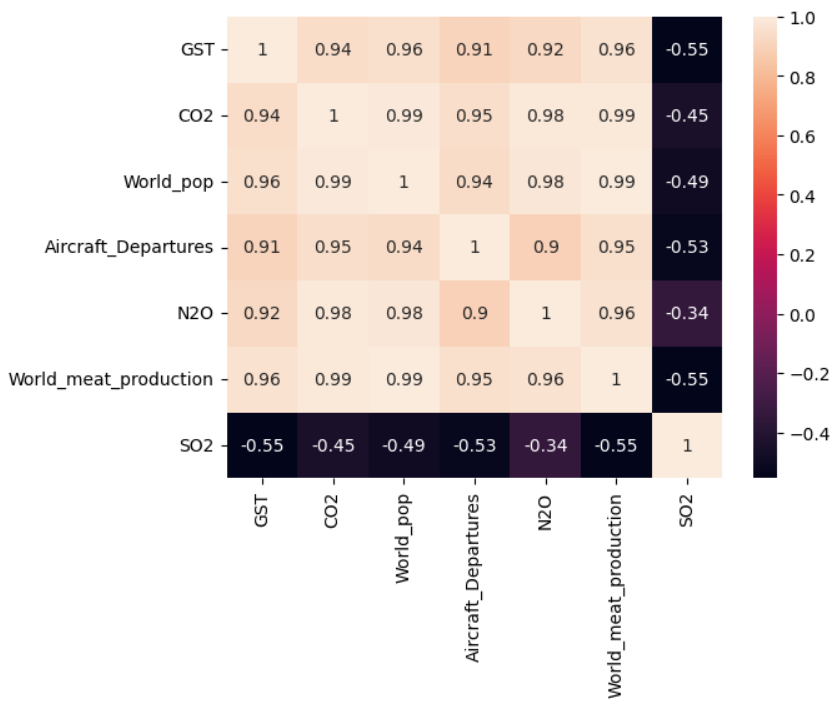 GST 1 0.94 0.96 0.91 0.92 0.96 -0.55
CO2 0.94 1 0.99 0.95 0.98 0.99 -0.45
World_pop 0.96 0.99 1 0.94 0.98 0.99 -0.49
Aircraft_Departures 0.91 0.95 0.94 1 0.9 0.95 -0.53
N2O 0.92 0.98 0.98 0.9 1 0.96 -0.34
World_meat_production 0.96 0.99 0.99 0.95 0.96 1 -0.55
SO2 -0.55 -0.45 -0.49 -0.53 -0.34 -0.55 1
GST
CO2
World_pop
Aircraft_Departures
N2O
World_meat_production
SO2
1.0
0.8
0.6
0.4
0.2
0.0
−0.2
−0.4